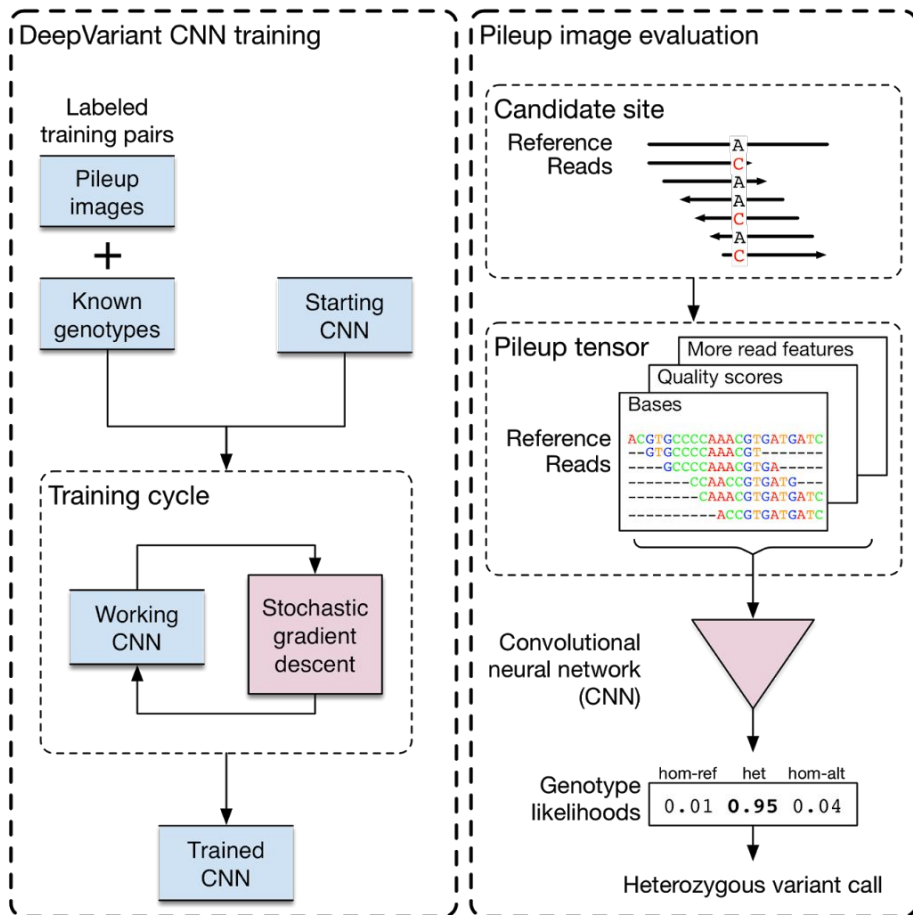 DeepVariant CNN training
Labeled
training pairs
Pileup
images
+
Known
genotypes
Starting
CNN
Training cycle
Working
CNN
Stochastic
gradient
descent
Trained
CNN
Pileup image evaluation
Candidate site
Reference
Reads
A
C
A
A
C
A
C
Pileup tensor
More read features
Quality scores
Bases
Reference
Reads
ACGTGCCCCAAACGTGATGATC
--GTGCCCCAAACGT-------
----GCCCCAAACGTGA-----
-------CCAACCGTGATG---
--------CAAACGTGATGATC
----------ACCGTGATGATC
Convolutional
neural network
(CNN)
Genotype
likelihoods
hom-ref het hom-alt
0.01 0.95 0.04
Heterozygous variant call